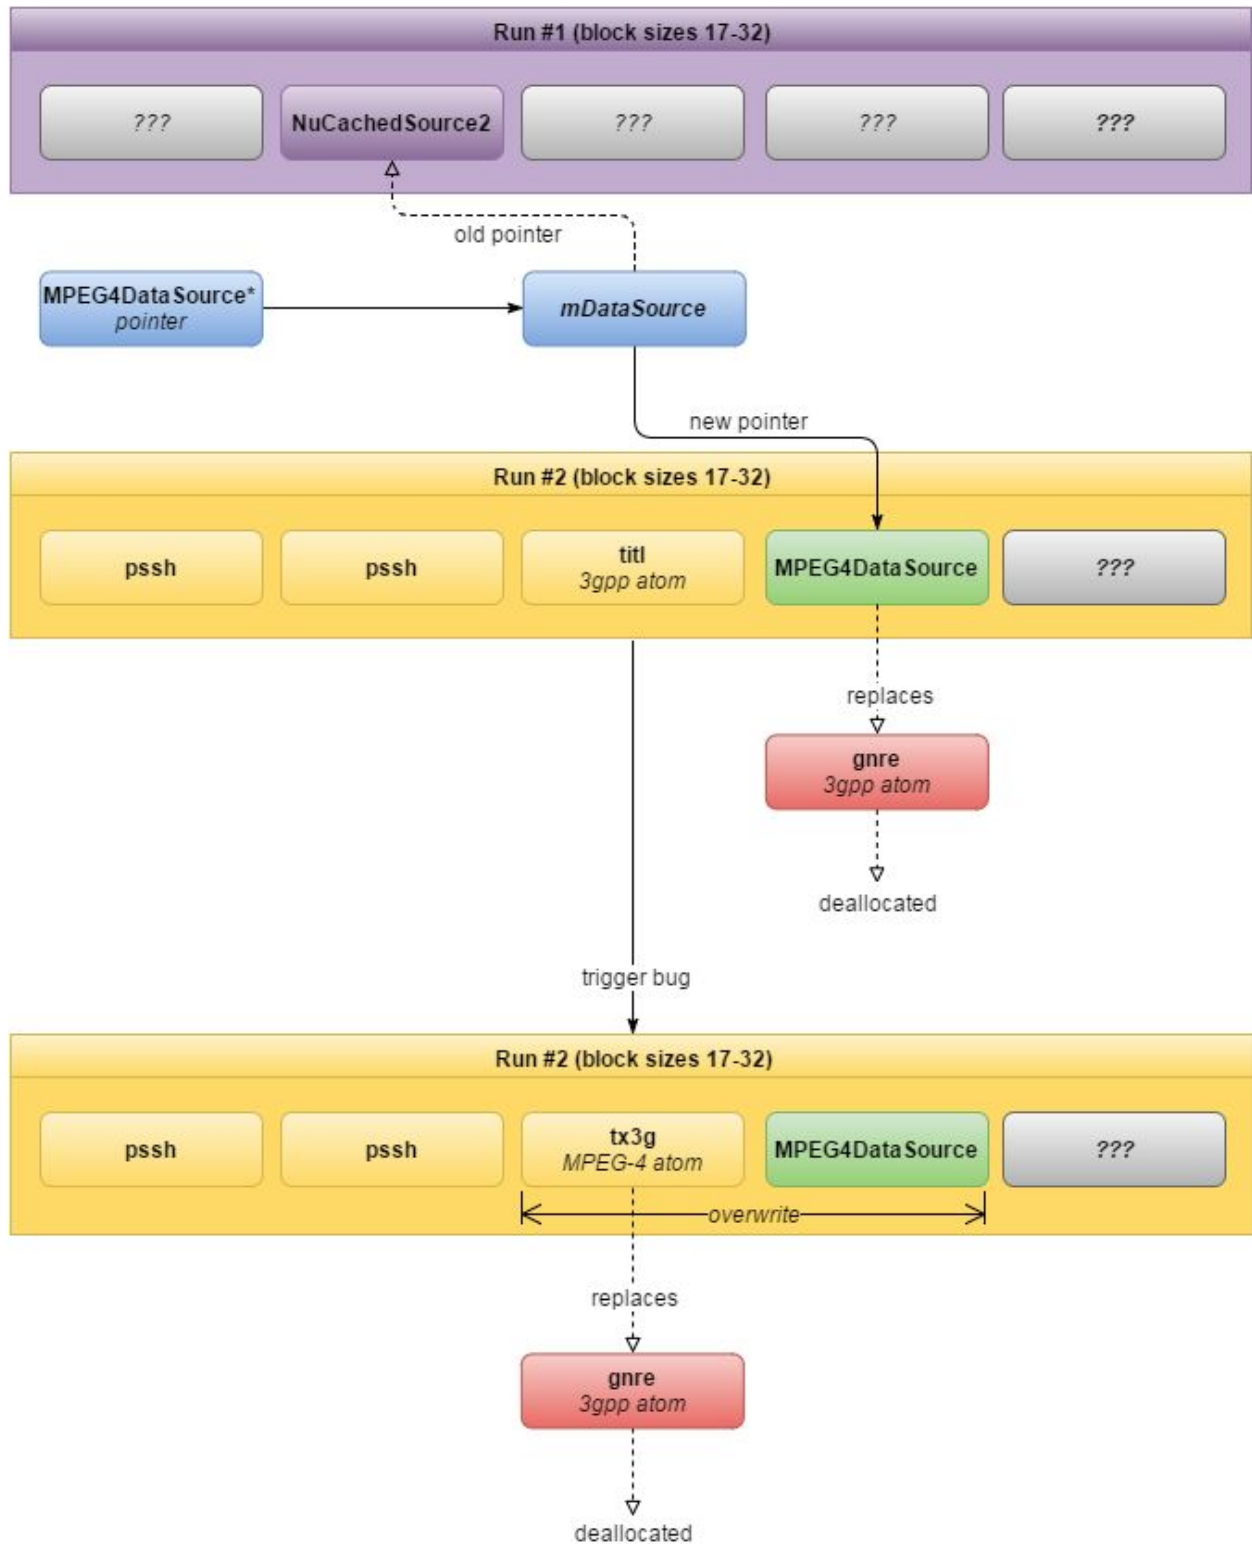 Run #1 (block sizes 17-32)
???
NuCachedSource2
???
???
???
old pointer
MPEG4DataSource*
pointer
mDataSource
new pointer
Run #2 (block sizes 17-32)
pssh
pssh
titl
3gpp atom
MPEG4DataSource
???
replaces
gnre
3gpp atom
deallocated
trigger bug
Run #2 (block sizes 17-32)
pssh
pssh
tx3g
MPEG-4 atom
MPEG4DataSource
???
overwrite
replaces
gnre
3gpp atom
deallocated